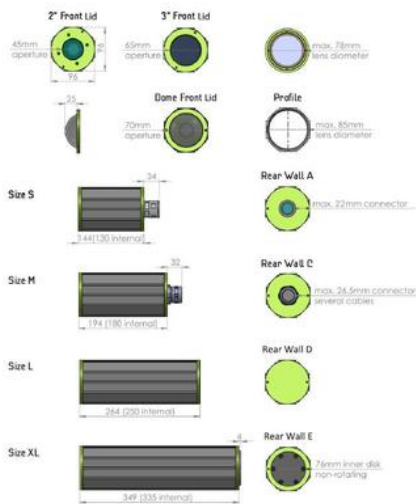 2" Front Lid
3" Front Lid
45mm
aperture
96
96
65mm
aperture
max. 78mm
lens diameter
25
Dome Front Lid
Profile
70mm
aperture
max. 85mm
lens diameter
Size S
34
144(130 internal)
Rear Wall A
max. 22mm connector
Size M
32
194 (180 internal)
Rear Wall C
max. 26.5mm connector
several cables
Size L
264 (250 internal)
Rear Wall D
Size XL
4
349 (335 internal)
Rear Wall E
76mm inner disk
non-rotating